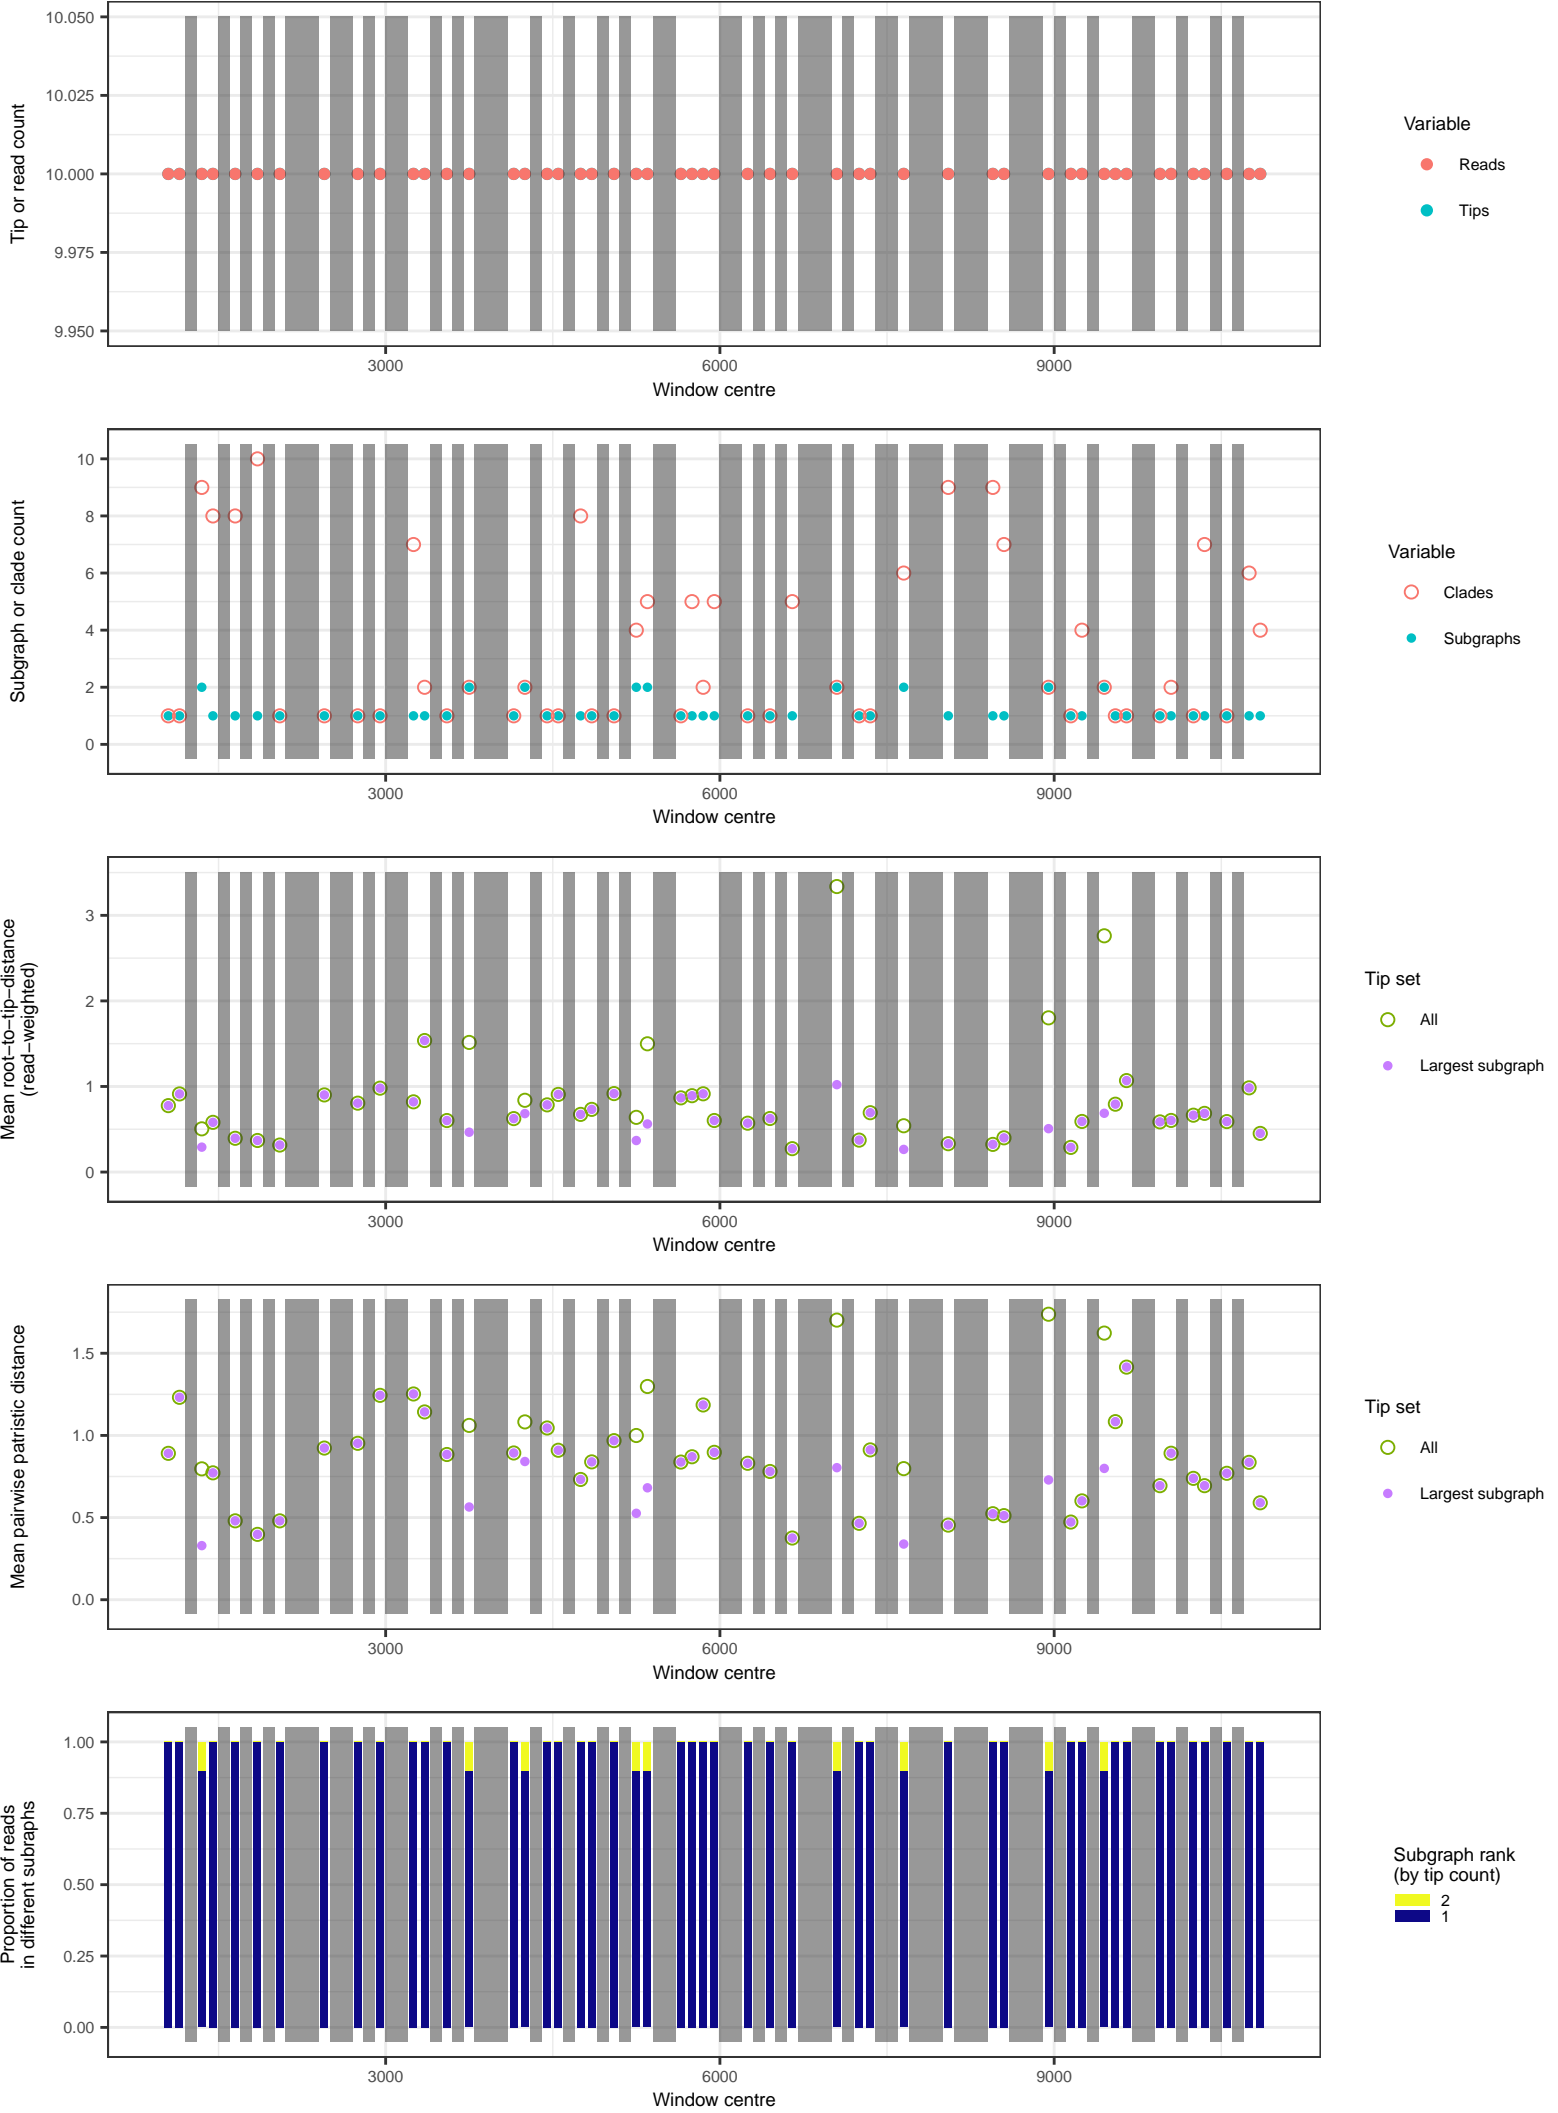 10.050
10.025
10.000
9.975
9.950
Tip or read count
3000 6000 9000
Window centre
Variable
Reads
Tips
10
8
6
4
2
0
Subgraph or clade count
3000 6000 9000
Window centre
Variable
Clades
Subgraphs
3
2
1
0
Mean root−to−tip−distance
(read−weighted)
3000 6000 9000
Window centre
Tip set
All
Largest subgraph
1.5
1.0
0.5
0.0
Mean pairwise patristic distance
3000 6000 9000
Window centre
Tip set
All
Largest subgraph
1.00
0.75
0.50
0.25
0.00
Proportion of reads
in different subraphs
3000 6000 9000
Window centre
Subgraph rank
(by tip count)
2
1